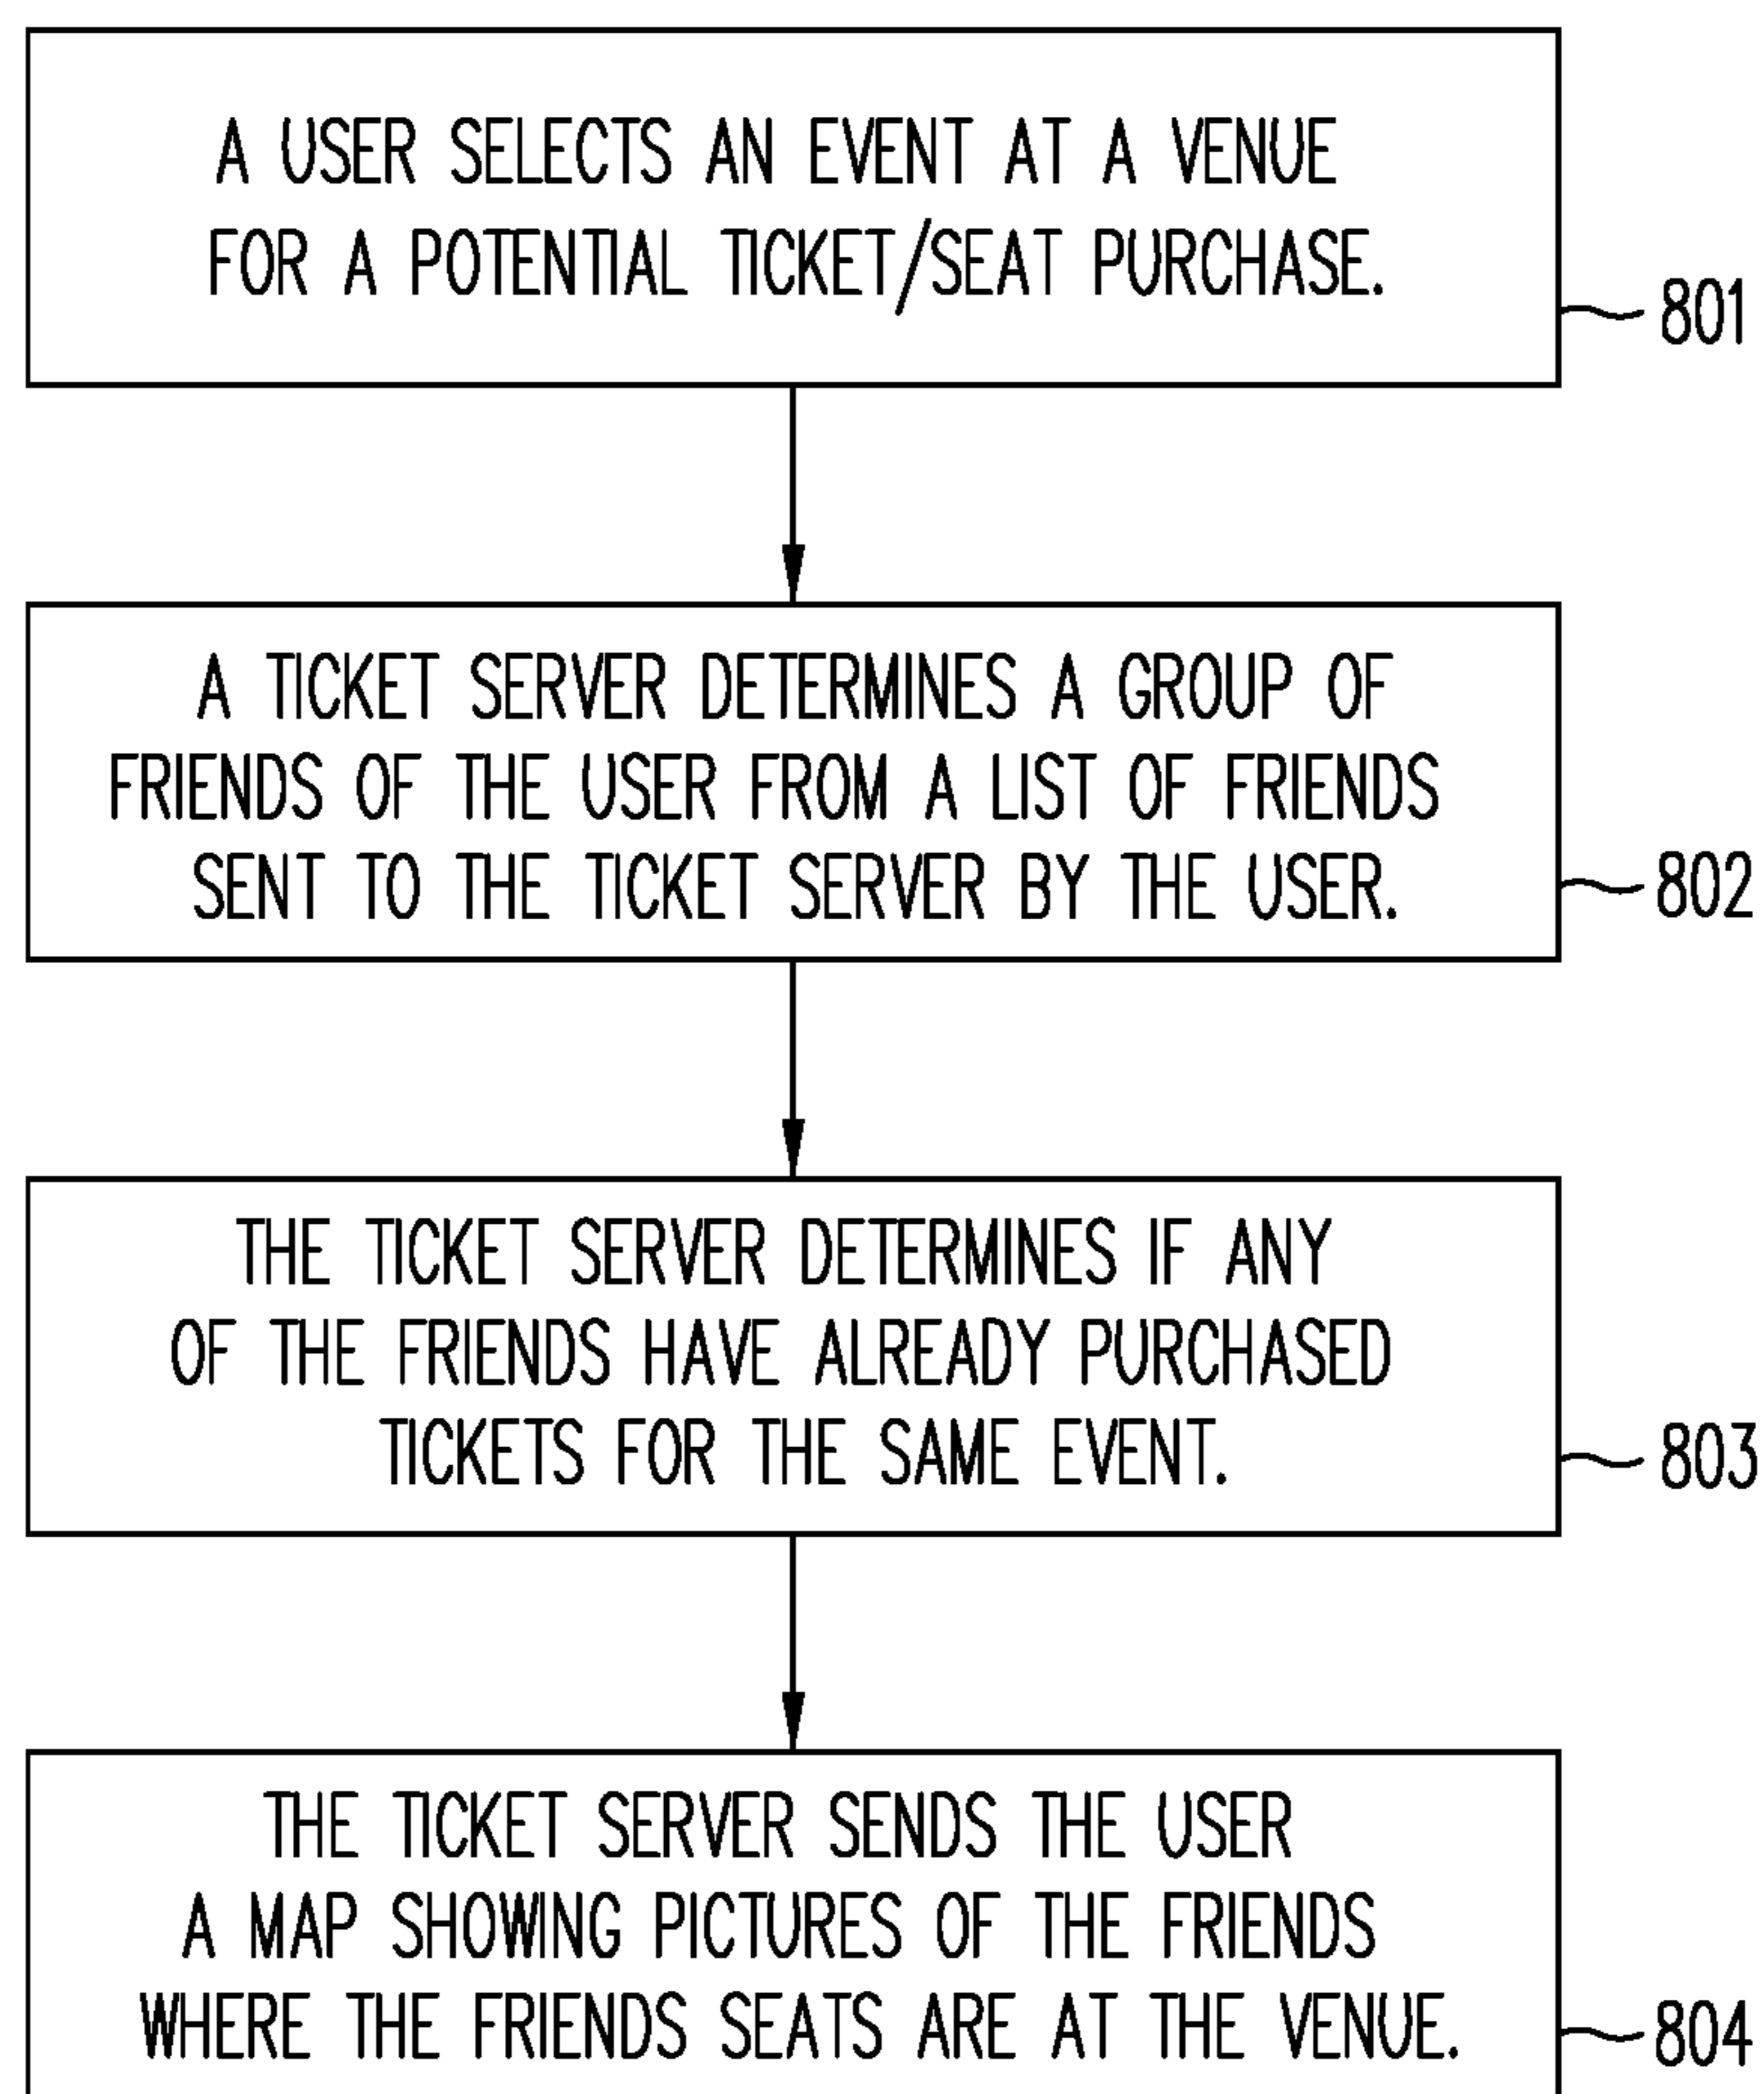 A USER SELECTS AN EVENT AT A VENUE
FOR A POTENTIAL TICKET/SEAT PURCHASE.
801
A TICKET SERVER DETERMINES A GROUP OF
FRIENDS OF THE USER FROM A LIST OF FRIENDS
SENT TO THE TICKET SERVER BY THE USER.
802
THE TICKET SERVER DETERMINES IF ANY
OF THE FRIENDS HAVE ALREADY PURCHASED
TICKETS FOR THE SAME EVENT.
803
THE TICKET SERVER SENDS THE USER
A MAP SHOWING PICTURES OF THE FRIENDS
WHERE THE FRIENDS SEATS ARE AT THE VENUE.
804